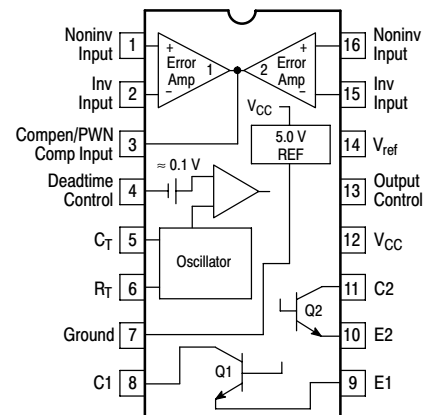 Noninv
Input
1
Inv
Input
2
Compen/PWN
Comp Input
3
Deadtime
Control
4
CT
5
RT
6
Ground
7
C1
8
+
Error
Amp
1
–
2
+
Error
Amp
–
VCC
5.0 V
REF
≈ 0.1 V
Oscillator
Q2
Q1
16
Noninv
Input
15
Inv
Input
14
Vref
13
Output
Control
12
VCC
11
C2
10
E2
9
E1